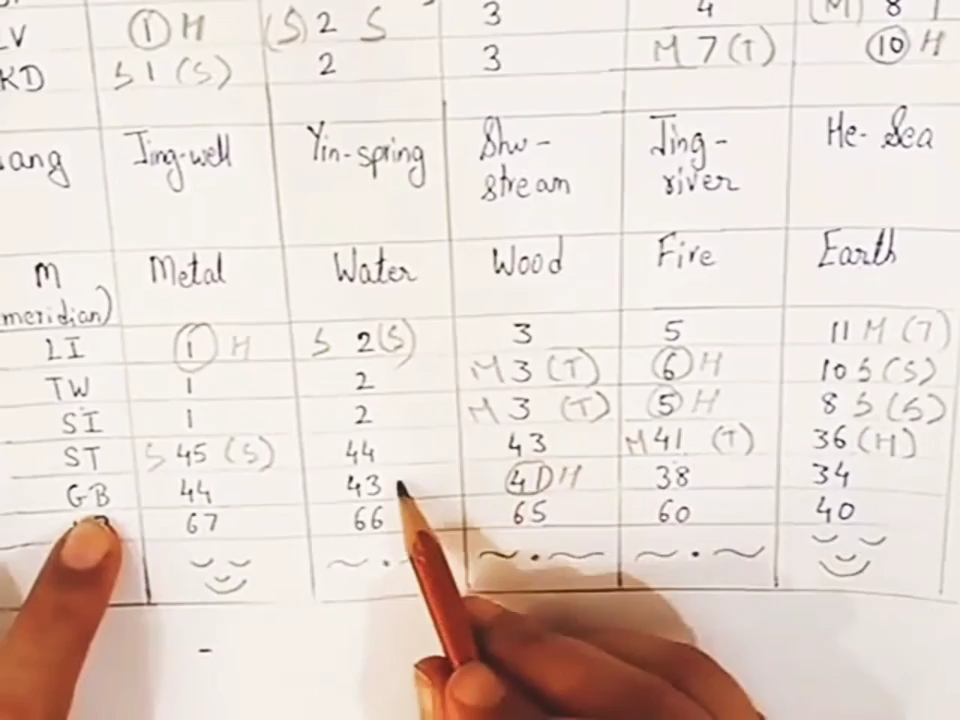 3 4 (M) 8
LV ① H (S) 2 S 3 M 7 (T) ⑩ H
KD S 1 (S) 2 3
ang Jing-well Yin-spring Shu-stream Jing-river He-Sea
M (meridian) Metal Water Wood Fire Earth
LI ① H S 2 (S) 3 5 11 M (T)
TW 1 2 M 3 (T) ⑥ H 10 S (S)
SI 1 2 M 3 (T) ⑤ H 8 S (S)
ST S 45 (S) 44 43 M 41 (T) 36 (H)
GB 44 43 ㊶ H 38 34
67 66 65 60 40